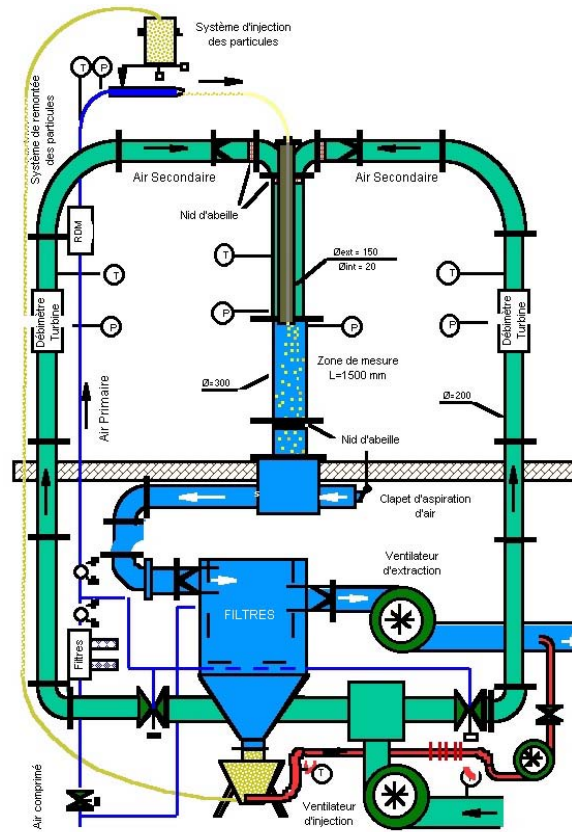 Système d'injection
des particules
Système de remontée
des particules
T
P
Air Secondaire
Air Secondaire
Nid d'abeille
RDM
T
T
T
Øext = 150
Øint = 20
Débimètre
Turbine
P
P
P
P
Débimètre
Turbine
Zone de mesure
L=1500 mm
Ø=300
Ø=200
Air Primaire
Nid d'abeille
Clapet d'aspiration
d'air
Ventilateur
d'extraction
FILTRES
Filtres
Air comprimé
T
Ventilateur
d'injection